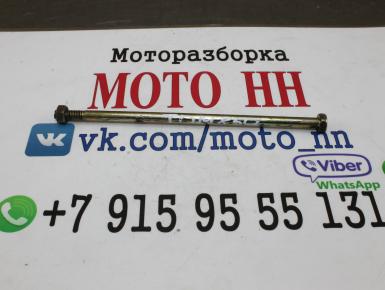 Моторазборка
МОТО НН
vk.com/moto_nn
Viber
WhatsApp
+7 915 95 55 131